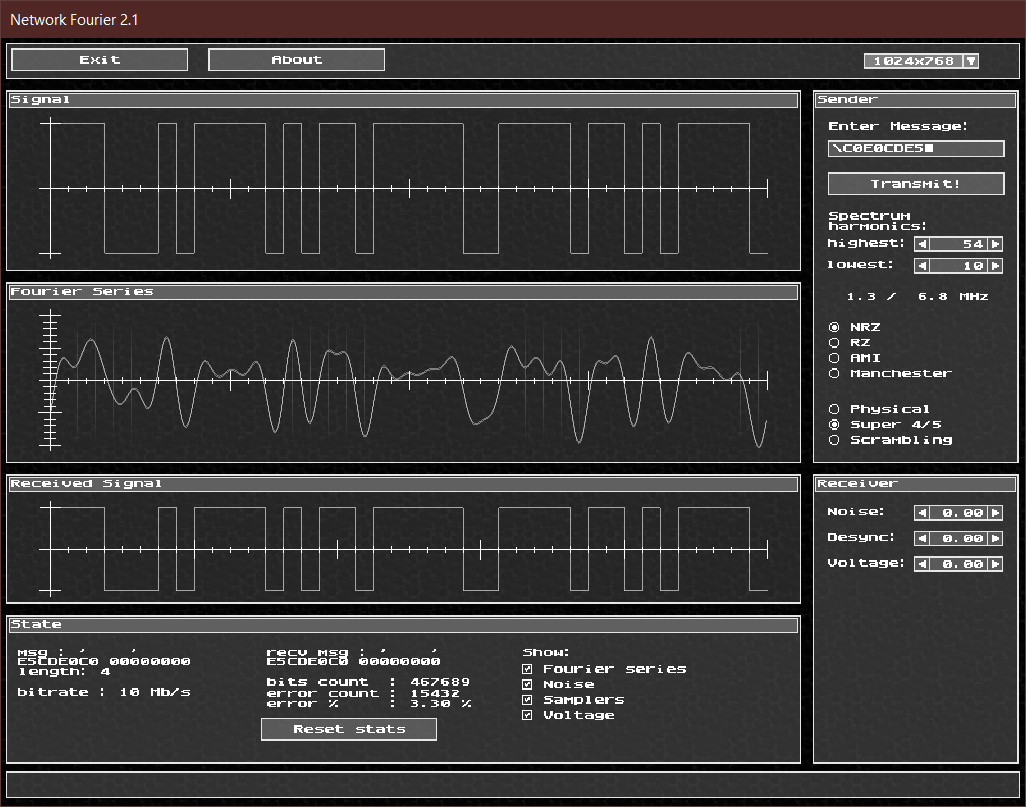 Network Fourier 2.1
Exit About 1024x768
Signal
Sender
Enter Message:
\C0E0CDE5
Transmit!
Spectrum
harmonics:
highest: 54
lowest: 10
1.3 / 6.8 MHz
NRZ
RZ
AMI
Manchester
Physical
Super 4/5
Scrambling
Fourier Series
Received Signal
Receiver
Noise: 0.00
Desync: 0.00
Voltage: 0.00
State
msg : ' '
E5CDE0C0 00000000
length: 4
bitrate : 10 Mb/s
recv msg : ' '
E5CDE0C0 00000000
bits count : 467689
error count : 15432
error % : 3.30 %
Reset stats
Show:
Fourier series
Noise
Samplers
Voltage